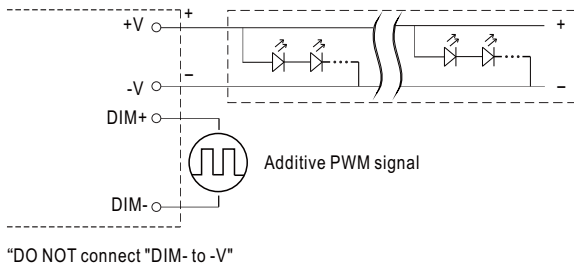 +V
+
+
-V
–
–
DIM+
Additive PWM signal
DIM-
“DO NOT connect "DIM- to -V"